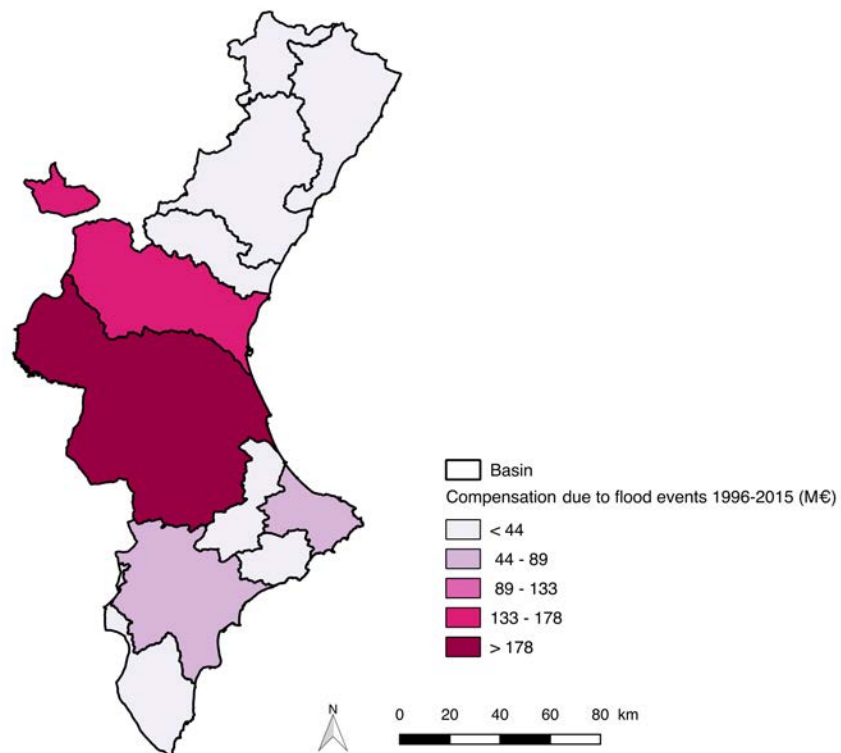 Basin
Compensation due to flood events 1996-2015 (M€)
< 44
44 - 89
89 - 133
133 - 178
> 178
N
0 20 40 60 80 km